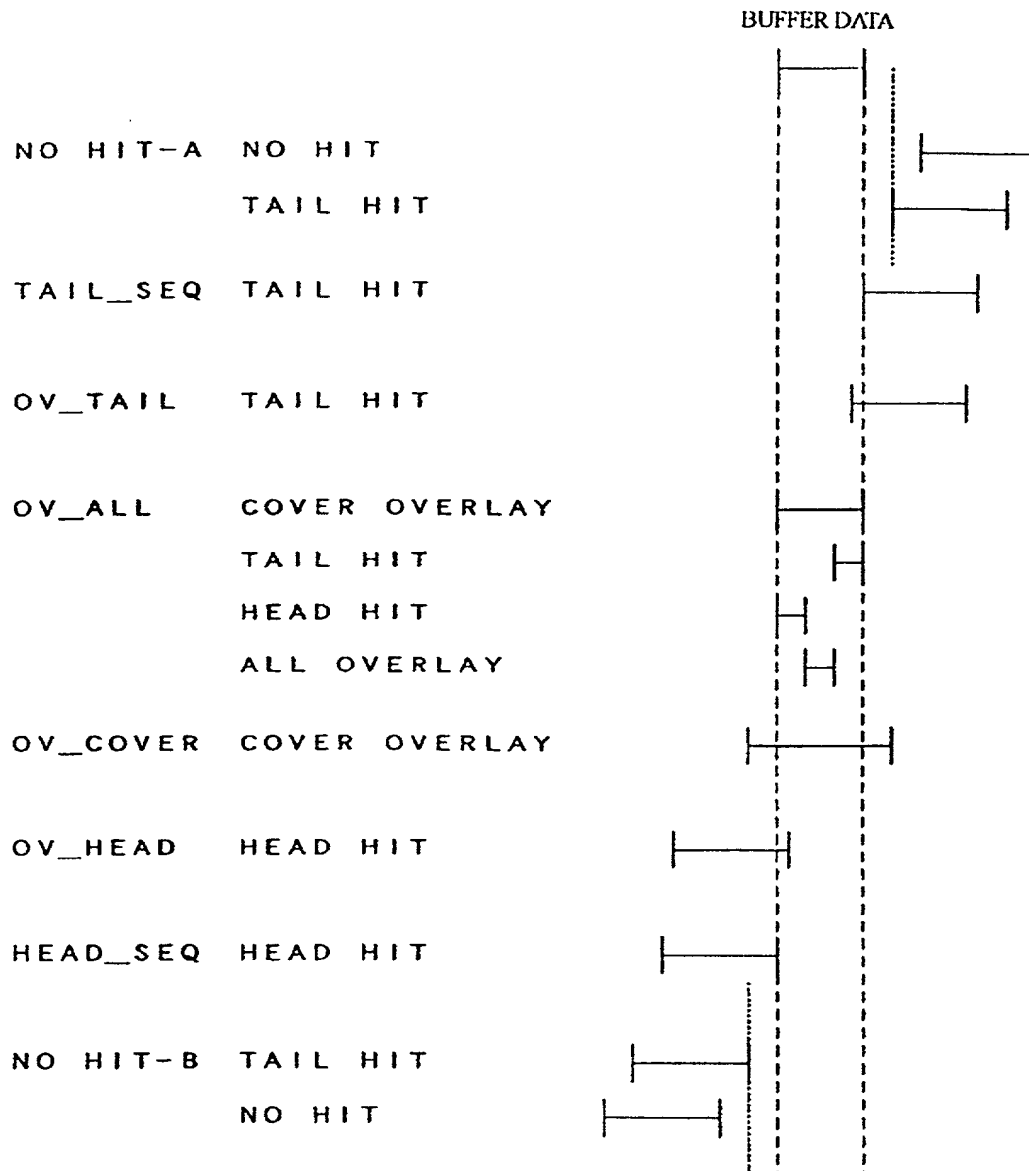 BUFFER DATA
NO HIT-A NO HIT
TAIL HIT
TAIL_SEQ TAIL HIT
OV_TAIL TAIL HIT
OV_ALL COVER OVERLAY
TAIL HIT
HEAD HIT
ALL OVERLAY
OV_COVER COVER OVERLAY
OV_HEAD HEAD HIT
HEAD_SEQ HEAD HIT
NO HIT-B TAIL HIT
NO HIT